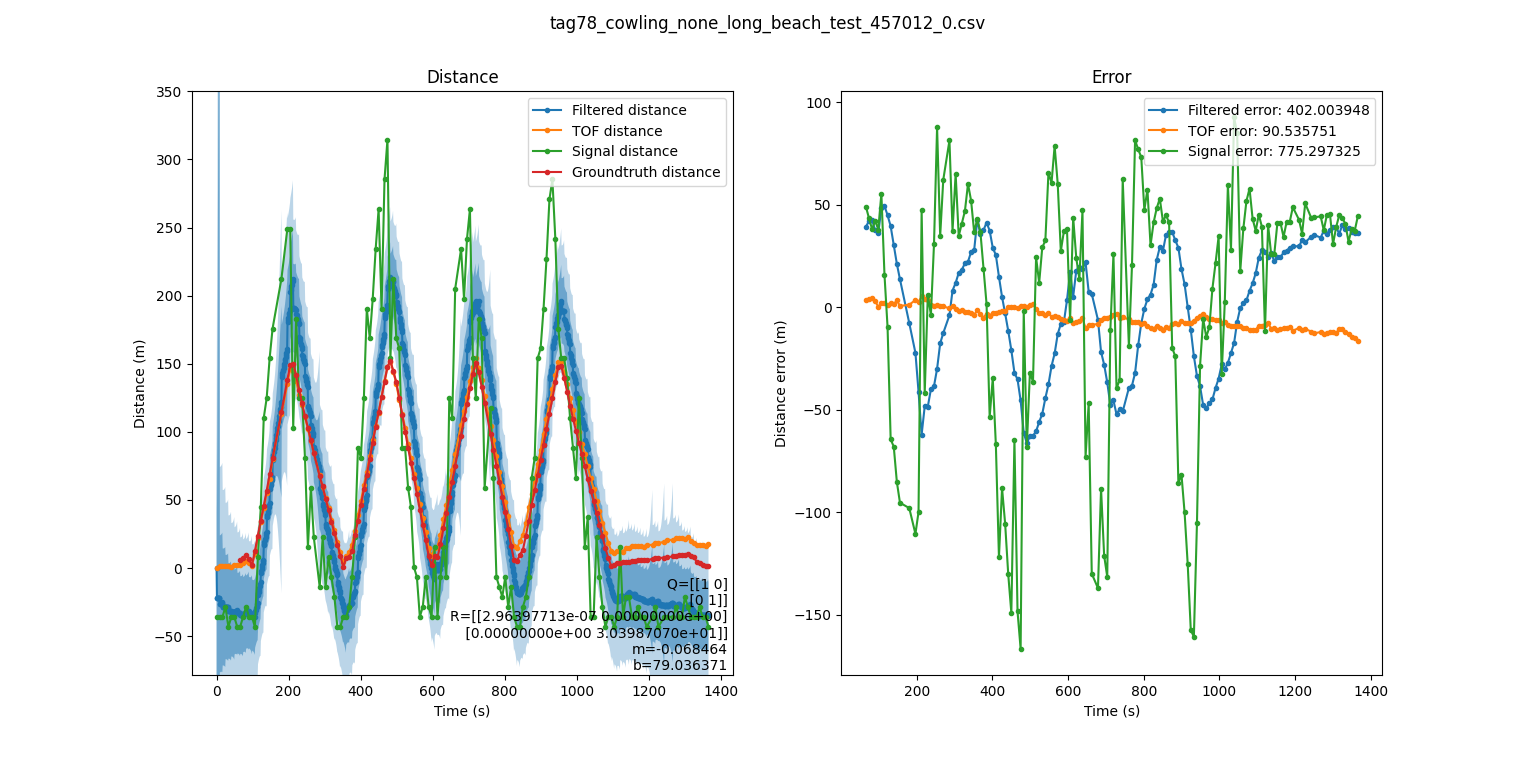 tag78_cowling_none_long_beach_test_457012_0.csv
Distance
350
300
250
200
150
100
50
0
−50
Distance (m)
0
200
400
600
800
1000
1200
1400
Time (s)
Filtered distance
TOF distance
Signal distance
Groundtruth distance
Q=[[1 0]
[0 1]]
R=[[2.96397713e-07 0.00000000e+00]
[0.00000000e+00 3.03987070e+01]]
m=-0.068464
b=79.036371
Error
100
50
0
−50
−100
−150
Distance error (m)
200
400
600
800
1000
1200
1400
Time (s)
Filtered error: 402.003948
TOF error: 90.535751
Signal error: 775.297325